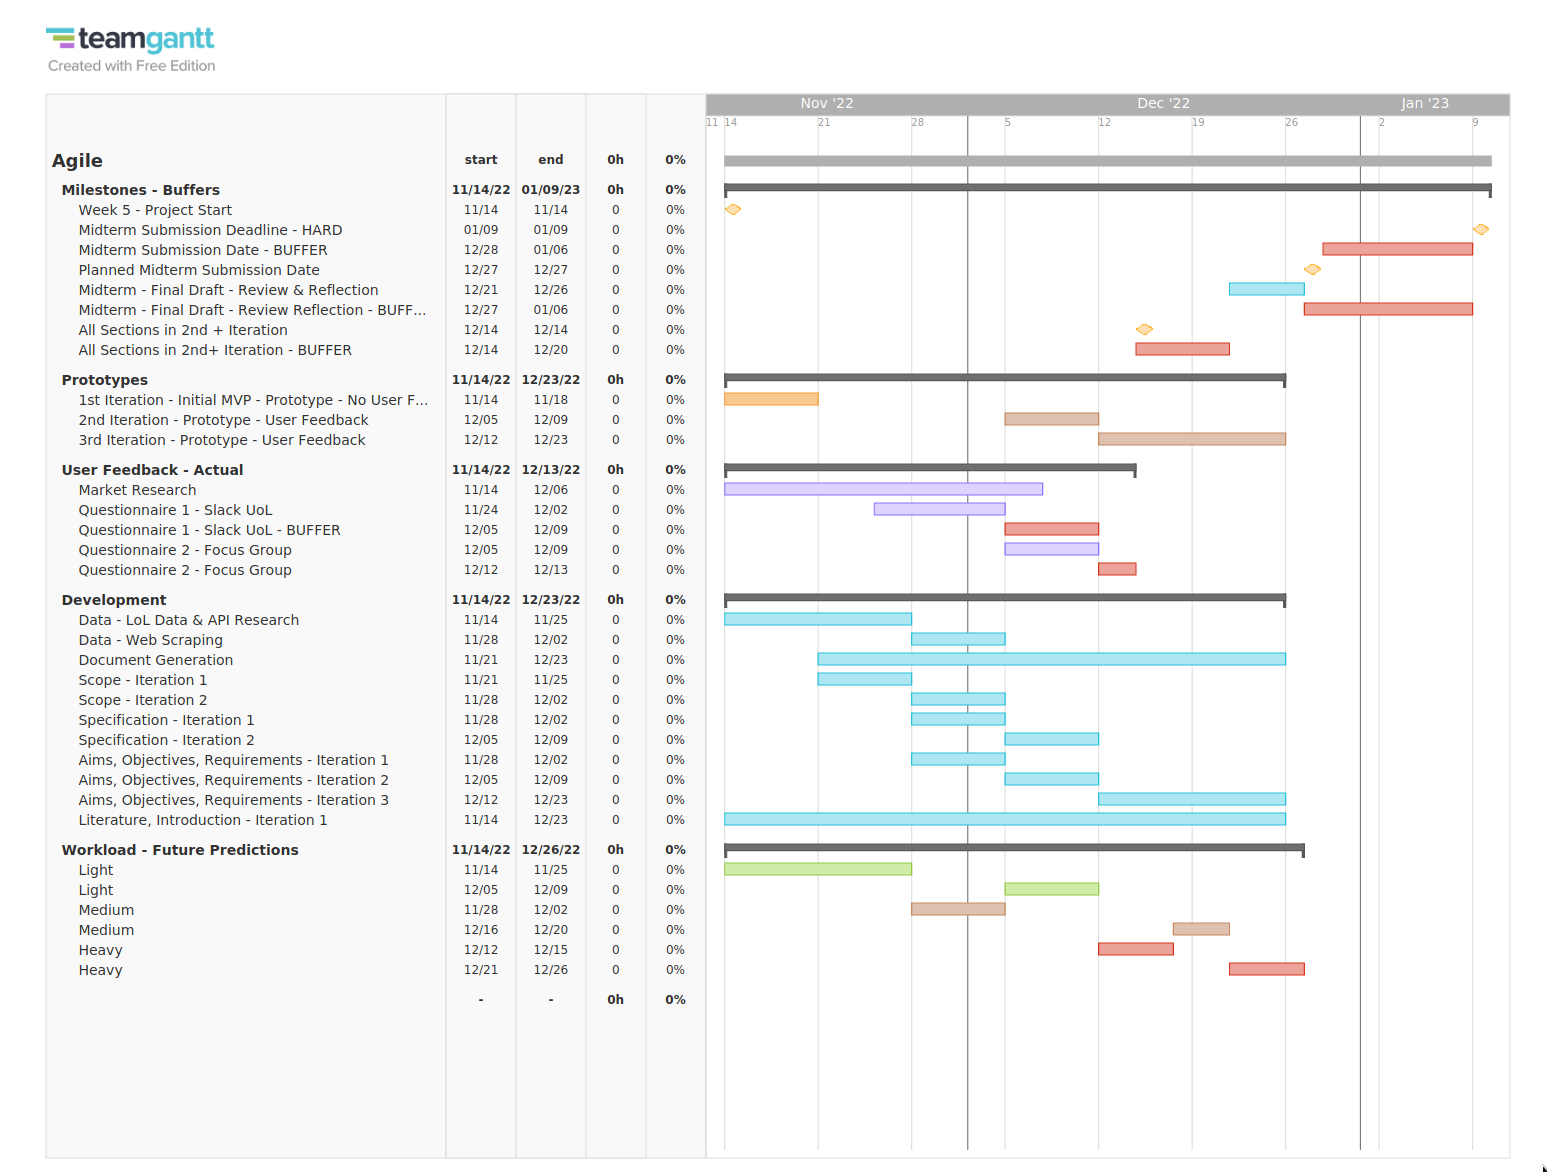 teamgantt
Created with Free Edition
Nov '22 Dec '22 Jan '23
11 14 21 28 5 12 19 26 2 9
Agile start end 0h 0%
Milestones - Buffers 11/14/22 01/09/23 0h 0%
Week 5 - Project Start 11/14 11/14 0 0%
Midterm Submission Deadline - HARD 01/09 01/09 0 0%
Midterm Submission Date - BUFFER 12/28 01/06 0 0%
Planned Midterm Submission Date 12/27 12/27 0 0%
Midterm - Final Draft - Review & Reflection 12/21 12/26 0 0%
Midterm - Final Draft - Review Reflection - BUFF... 12/27 01/06 0 0%
All Sections in 2nd + Iteration 12/14 12/14 0 0%
All Sections in 2nd+ Iteration - BUFFER 12/14 12/20 0 0%
Prototypes 11/14/22 12/23/22 0h 0%
1st Iteration - Initial MVP - Prototype - No User F... 11/14 11/18 0 0%
2nd Iteration - Prototype - User Feedback 12/05 12/09 0 0%
3rd Iteration - Prototype - User Feedback 12/12 12/23 0 0%
User Feedback - Actual 11/14/22 12/13/22 0h 0%
Market Research 11/14 12/06 0 0%
Questionnaire 1 - Slack UoL 11/24 12/02 0 0%
Questionnaire 1 - Slack UoL - BUFFER 12/05 12/09 0 0%
Questionnaire 2 - Focus Group 12/05 12/09 0 0%
Questionnaire 2 - Focus Group 12/12 12/13 0 0%
Development 11/14/22 12/23/22 0h 0%
Data - LoL Data & API Research 11/14 11/25 0 0%
Data - Web Scraping 11/28 12/02 0 0%
Document Generation 11/21 12/23 0 0%
Scope - Iteration 1 11/21 11/25 0 0%
Scope - Iteration 2 11/28 12/02 0 0%
Specification - Iteration 1 11/28 12/02 0 0%
Specification - Iteration 2 12/05 12/09 0 0%
Aims, Objectives, Requirements - Iteration 1 11/28 12/02 0 0%
Aims, Objectives, Requirements - Iteration 2 12/05 12/09 0 0%
Aims, Objectives, Requirements - Iteration 3 12/12 12/23 0 0%
Literature, Introduction - Iteration 1 11/14 12/23 0 0%
Workload - Future Predictions 11/14/22 12/26/22 0h 0%
Light 11/14 11/25 0 0%
Light 12/05 12/09 0 0%
Medium 11/28 12/02 0 0%
Medium 12/16 12/20 0 0%
Heavy 12/12 12/15 0 0%
Heavy 12/21 12/26 0 0%
- - 0h 0%